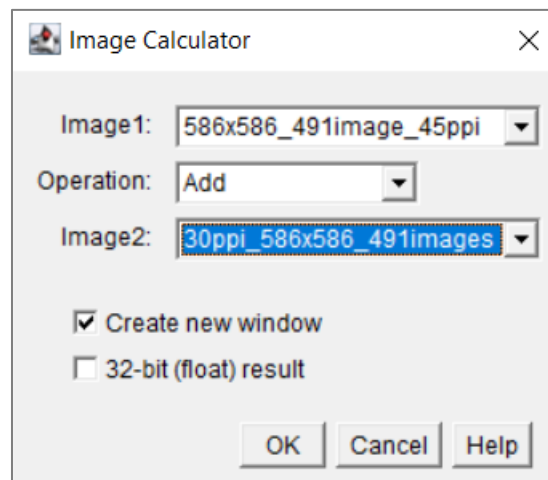 Image Calculator
Image1: 586x586_491image_45ppi
Operation: Add
Image2: 30ppi_586x586_491images
Create new window
32-bit (float) result
OK Cancel Help